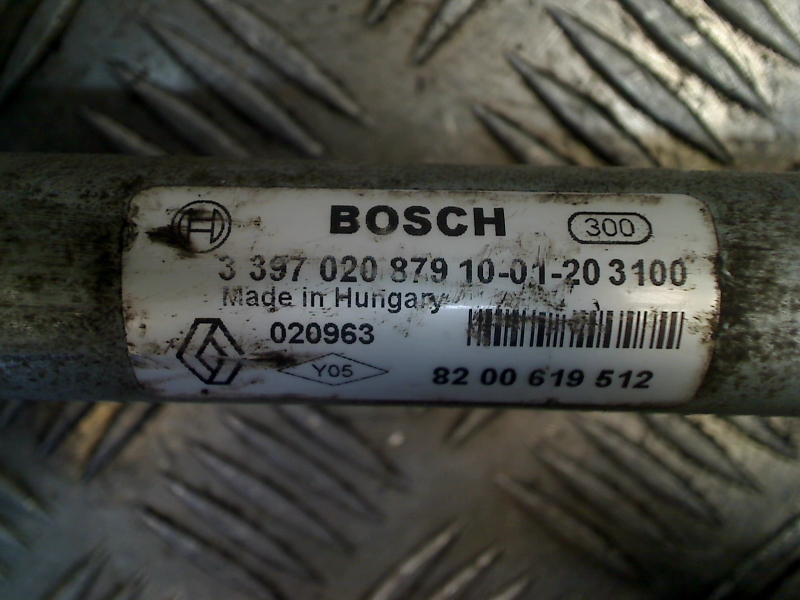 BOSCH 300
3 397 020 879 10-01-20 3100
Made in Hungary
020963
Y05 82 00 619 512